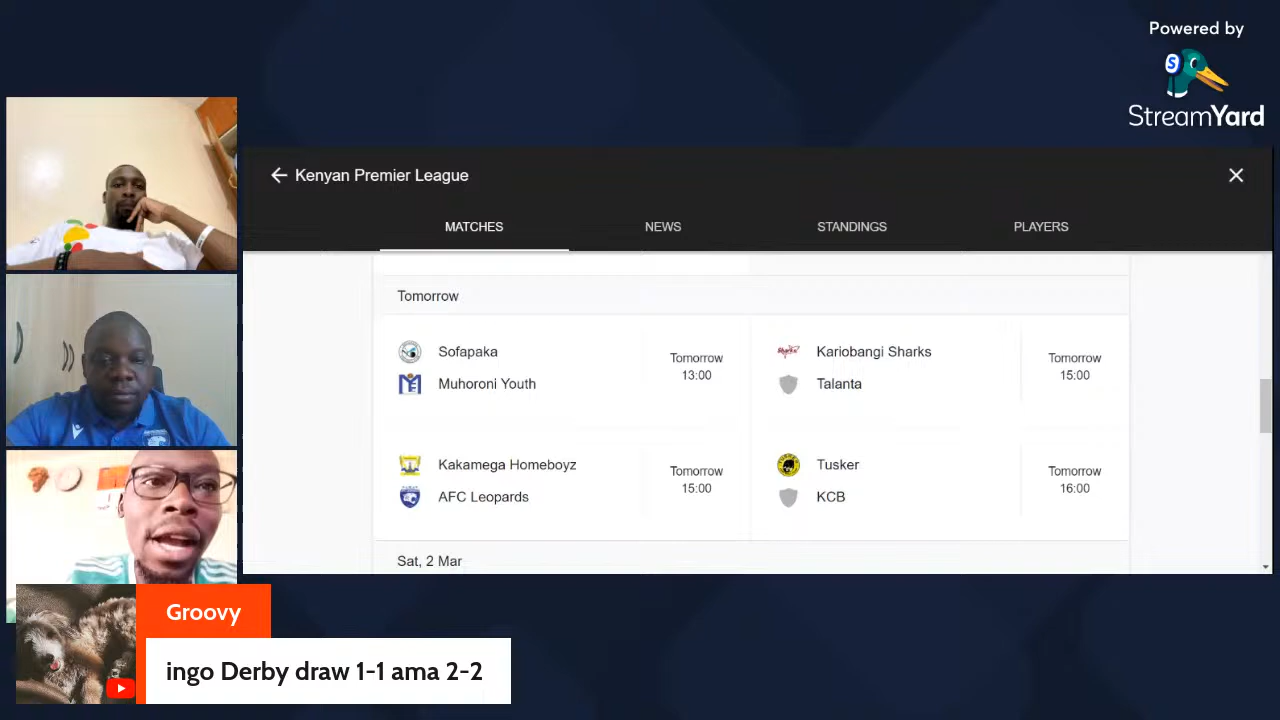 Powered by
StreamYard
Kenyan Premier League
MATCHES NEWS STANDINGS PLAYERS
Tomorrow
Sofapaka
Muhoroni Youth
Tomorrow
13:00
Kariobangi Sharks
Talanta
Tomorrow
15:00
Kakamega Homeboyz
AFC Leopards
Tomorrow
15:00
Tusker
KCB
Tomorrow
16:00
Sat, 2 Mar
Groovy
ingo Derby draw 1-1 ama 2-2